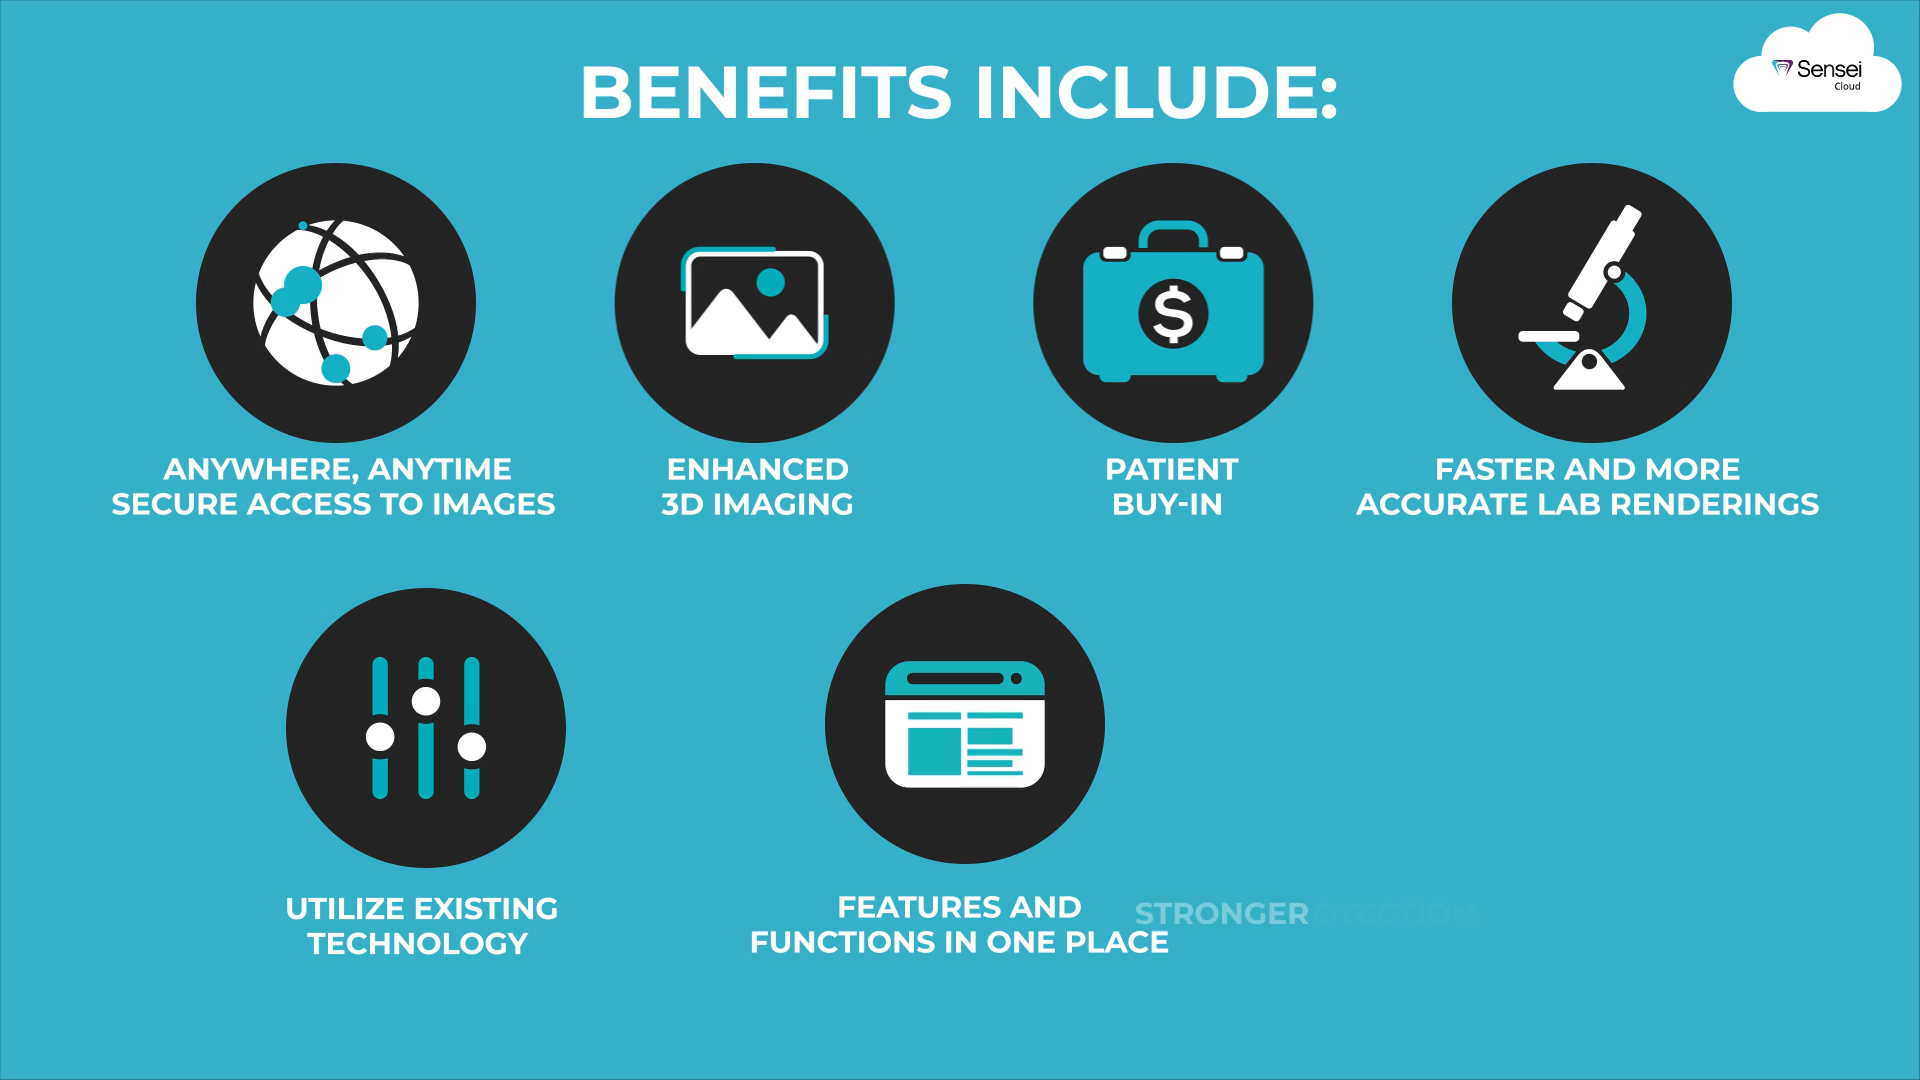 BENEFITS INCLUDE:
Sensei
Cloud
ANYWHERE, ANYTIME
SECURE ACCESS TO IMAGES
ENHANCED
3D IMAGING
PATIENT
BUY-IN
$
FASTER AND MORE
ACCURATE LAB RENDERINGS
UTILIZE EXISTING
TECHNOLOGY
FEATURES AND
FUNCTIONS IN ONE PLACE
STRONGER